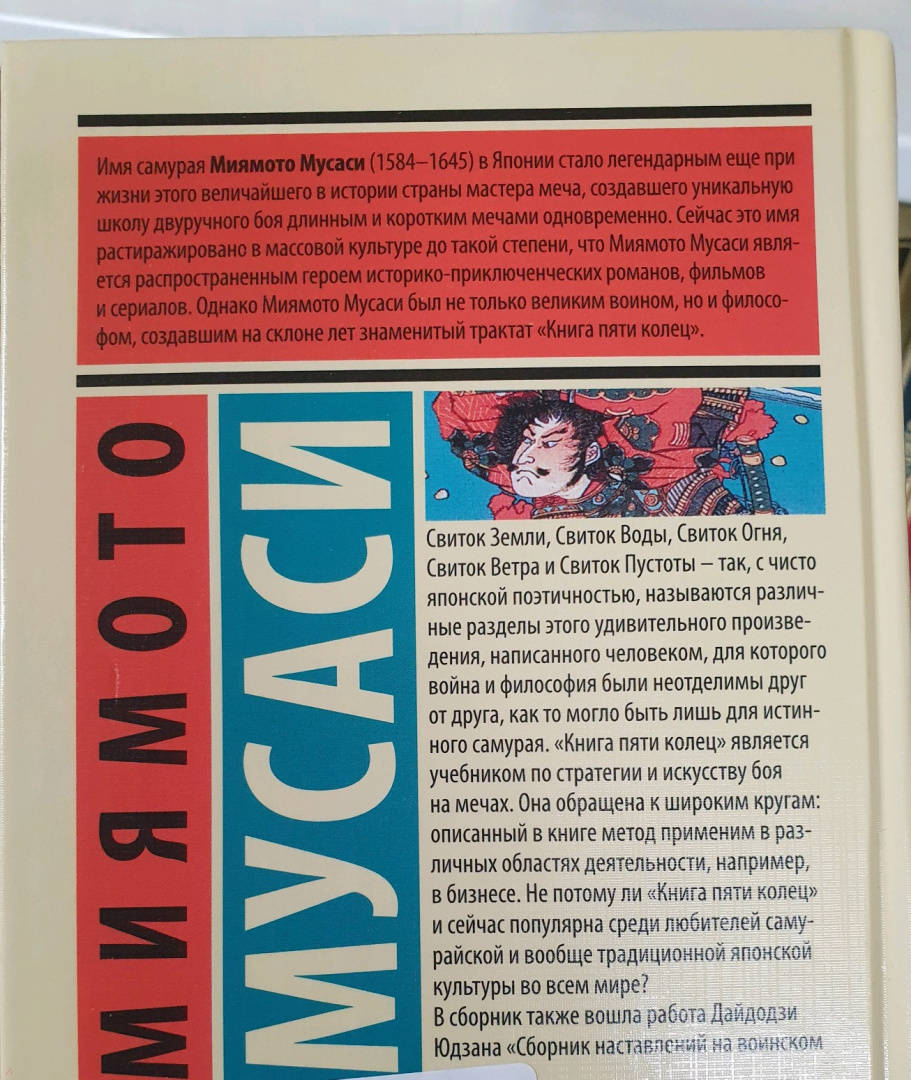 Имя самурая Миямото Мусаси (1584–1645) в Японии стало легендарным еще при
жизни этого величайшего в истории страны мастера меча, создавшего уникальную
школу двуручного боя длинным и коротким мечами одновременно. Сейчас это имя
растиражировано в массовой культуре до такой степени, что Миямото Мусаси явля-
ется распространенным героем историко-приключенческих романов, фильмов
и сериалов. Однако Миямото Мусаси был не только великим воином, но и филосо-
фом, создавшим на склоне лет знаменитый трактат «Книга пяти колец».
МИЯМОТО
МУСАСИ
Свиток Земли, Свиток Воды, Свиток Огня,
Свиток Ветра и Свиток Пустоты – так, с чисто
японской поэтичностью, называются различ-
ные разделы этого удивительного произве-
дения, написанного человеком, для которого
война и философия были неотделимы друг
от друга, как то могло быть лишь для истин-
ного самурая. «Книга пяти колец» является
учебником по стратегии и искусству боя
на мечах. Она обращена к широким кругам:
описанный в книге метод применим в раз-
личных областях деятельности, например,
в бизнесе. Не потому ли «Книга пяти колец»
и сейчас популярна среди любителей саму-
райской и вообще традиционной японской
культуры во всем мире?
В сборник также вошла работа Дайдодзи
Юдзана «Сборник наставлений на воинском